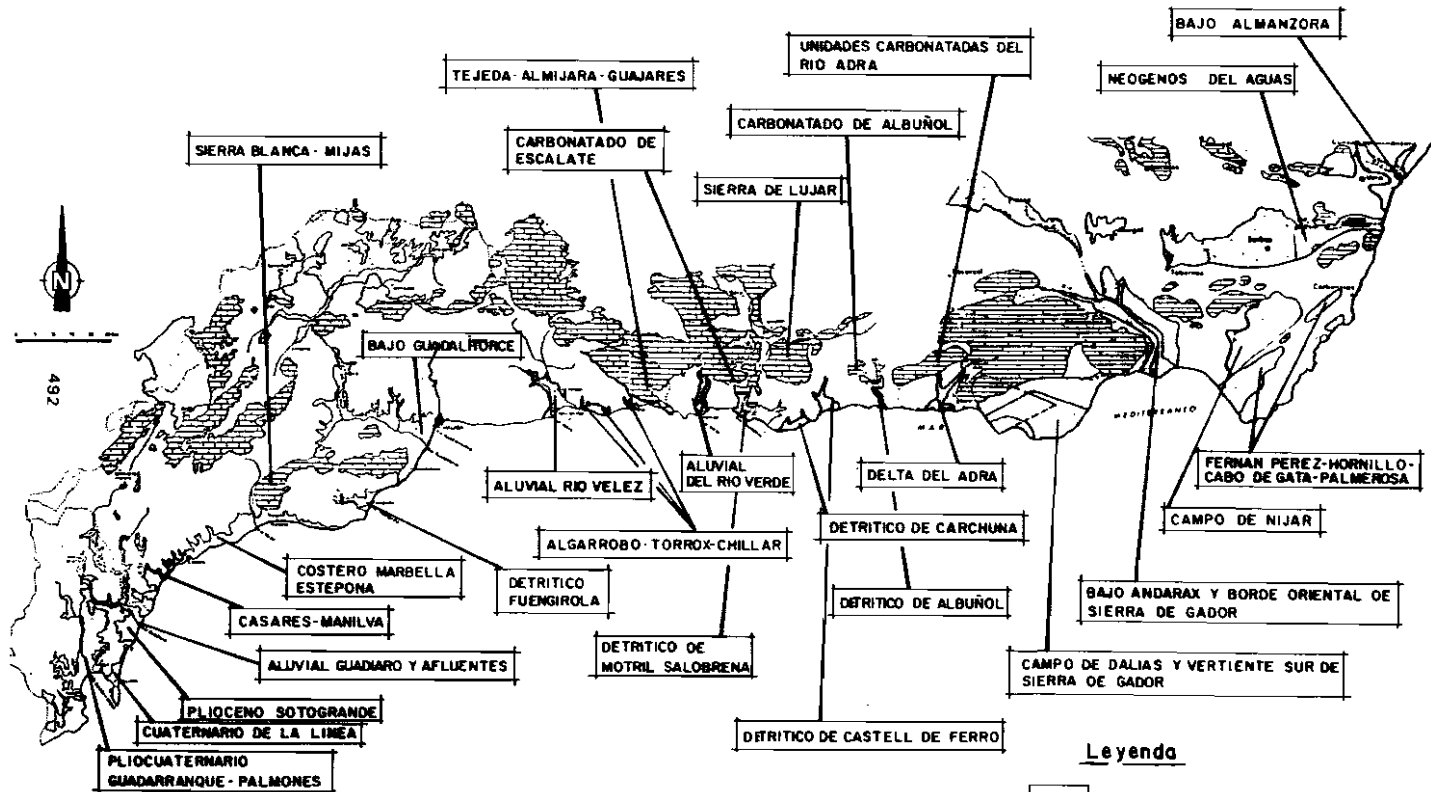 BAJO ALMANZORA
UNIDADES CARBONATADAS DEL
RIO ADRA
TEJEDA-ALMIJARA-GUAJARES
NEOGENOS DEL AGUAS
CARBONATADO DE ALBUÑOL
SIERRA BLANCA-MIJAS
CARBONATADO DE
ESCALATE
SIERRA DE LUJAR
N
492
BAJO GUADALHORCE
MAR
MEDITERRANEO
ALUVIAL RIO VELEZ
ALUVIAL
DEL RIO VERDE
DELTA DEL ADRA
FERNAN PEREZ-HORNILLO-
CABO DE GATA-PALMEROSA
CAMPO DE NIJAR
DETRITICO DE CARCHUNA
ALGARROBO-TORROX-CHILLAR
COSTERO MARBELLA
ESTEPONA
DETRITICO
FUENGIROLA
DETRITICO DE ALBUÑOL
BAJO ANDARAX Y BORDE ORIENTAL DE
SIERRA DE GADOR
CASARES-MANILVA
DETRITICO DE
MOTRIL SALOBRENA
ALUVIAL GUADIARO Y AFLUENTES
CAMPO DE DALIAS Y VERTIENTE SUR DE
SIERRA DE GADOR
PLIOCENO SOTOGRANDE
CUATERNARIO DE LA LINEA
DETRITICO DE CASTELL DE FERRO
PLIOCUATERNARIO
GUADARRANQUE-PALMONES
Leyenda